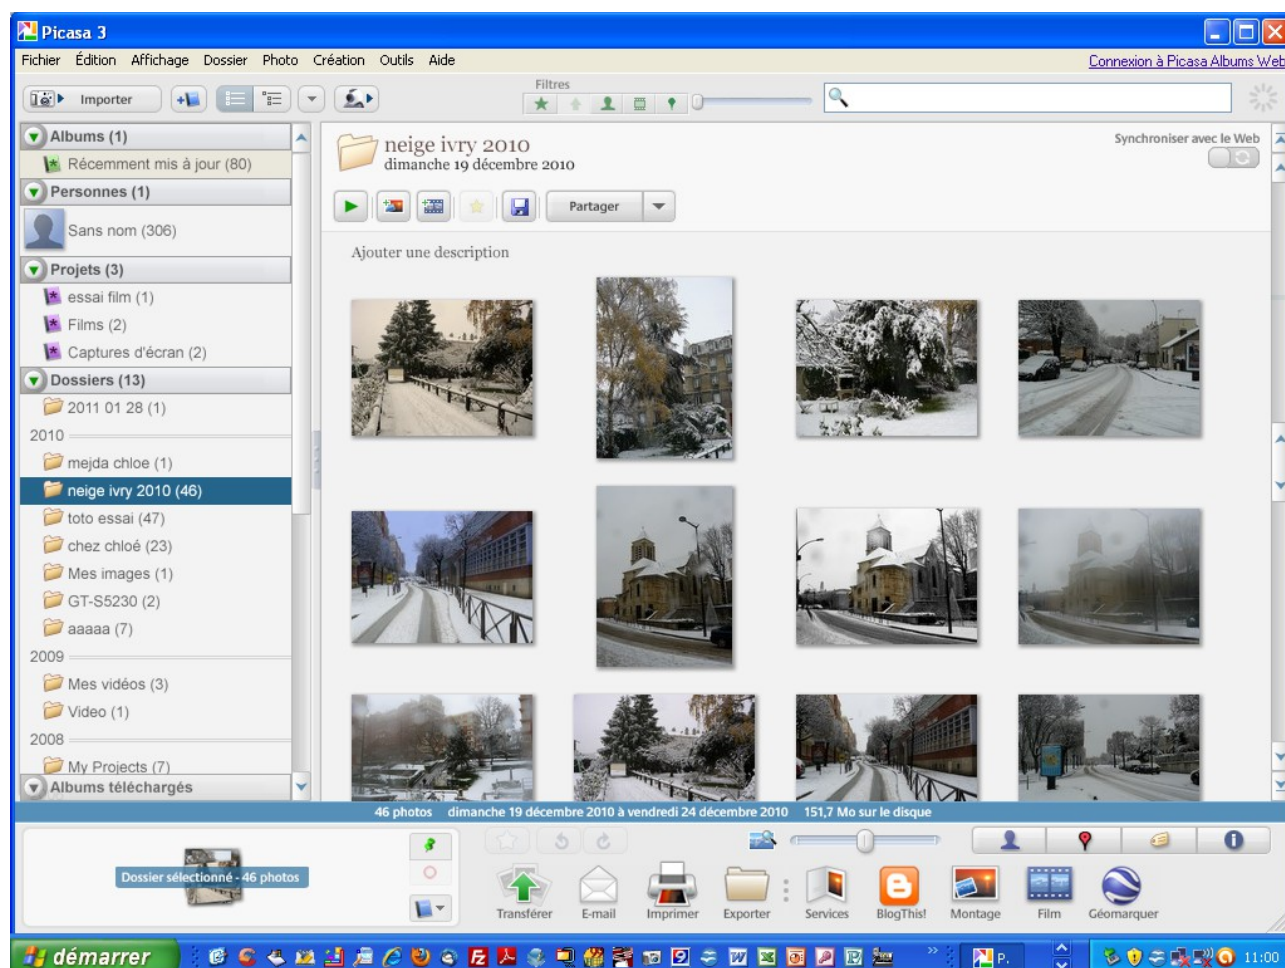 Picasa 3
Fichier Édition Affichage Dossier Photo Création Outils Aide
Connexion à Picasa Albums Web
Importer
Filtres
Albums (1)
Récemment mis à jour (80)
Personnes (1)
Sans nom (306)
Projets (3)
essai film (1)
Films (2)
Captures d'écran (2)
Dossiers (13)
2011 01 28 (1)
2010
mejda chloe (1)
neige ivry 2010 (46)
toto essai (47)
chez chloé (23)
Mes images (1)
GT-S5230 (2)
aaaaa (7)
2009
Mes vidéos (3)
Video (1)
2008
My Projects (7)
Albums téléchargés
neige ivry 2010
dimanche 19 décembre 2010
Synchroniser avec le Web
Partager
Ajouter une description
46 photos dimanche 19 décembre 2010 à vendredi 24 décembre 2010 151,7 Mo sur le disque
Dossier sélectionné - 46 photos
Transférer E-mail Imprimer Exporter Services BlogThis! Montage Film Géomarquer
démarrer
P.
11:00